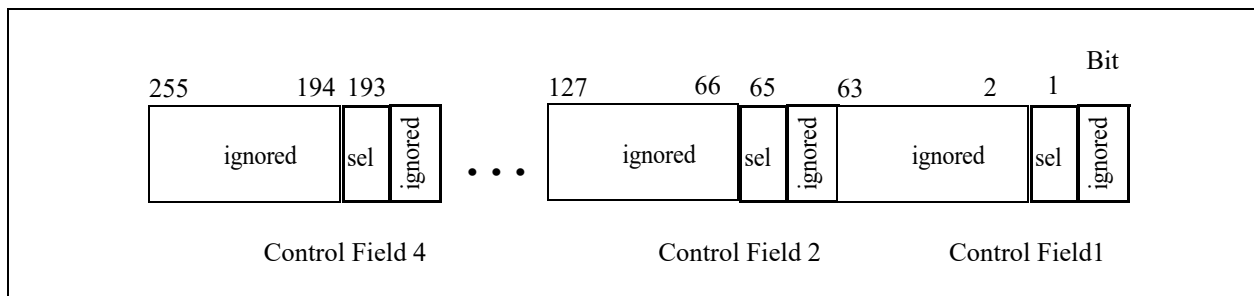 Bit
255 194 193 127 66 65 63 2 1
ignored sel ignored . . . ignored sel ignored ignored sel ignored
Control Field 4 Control Field 2 Control Field1